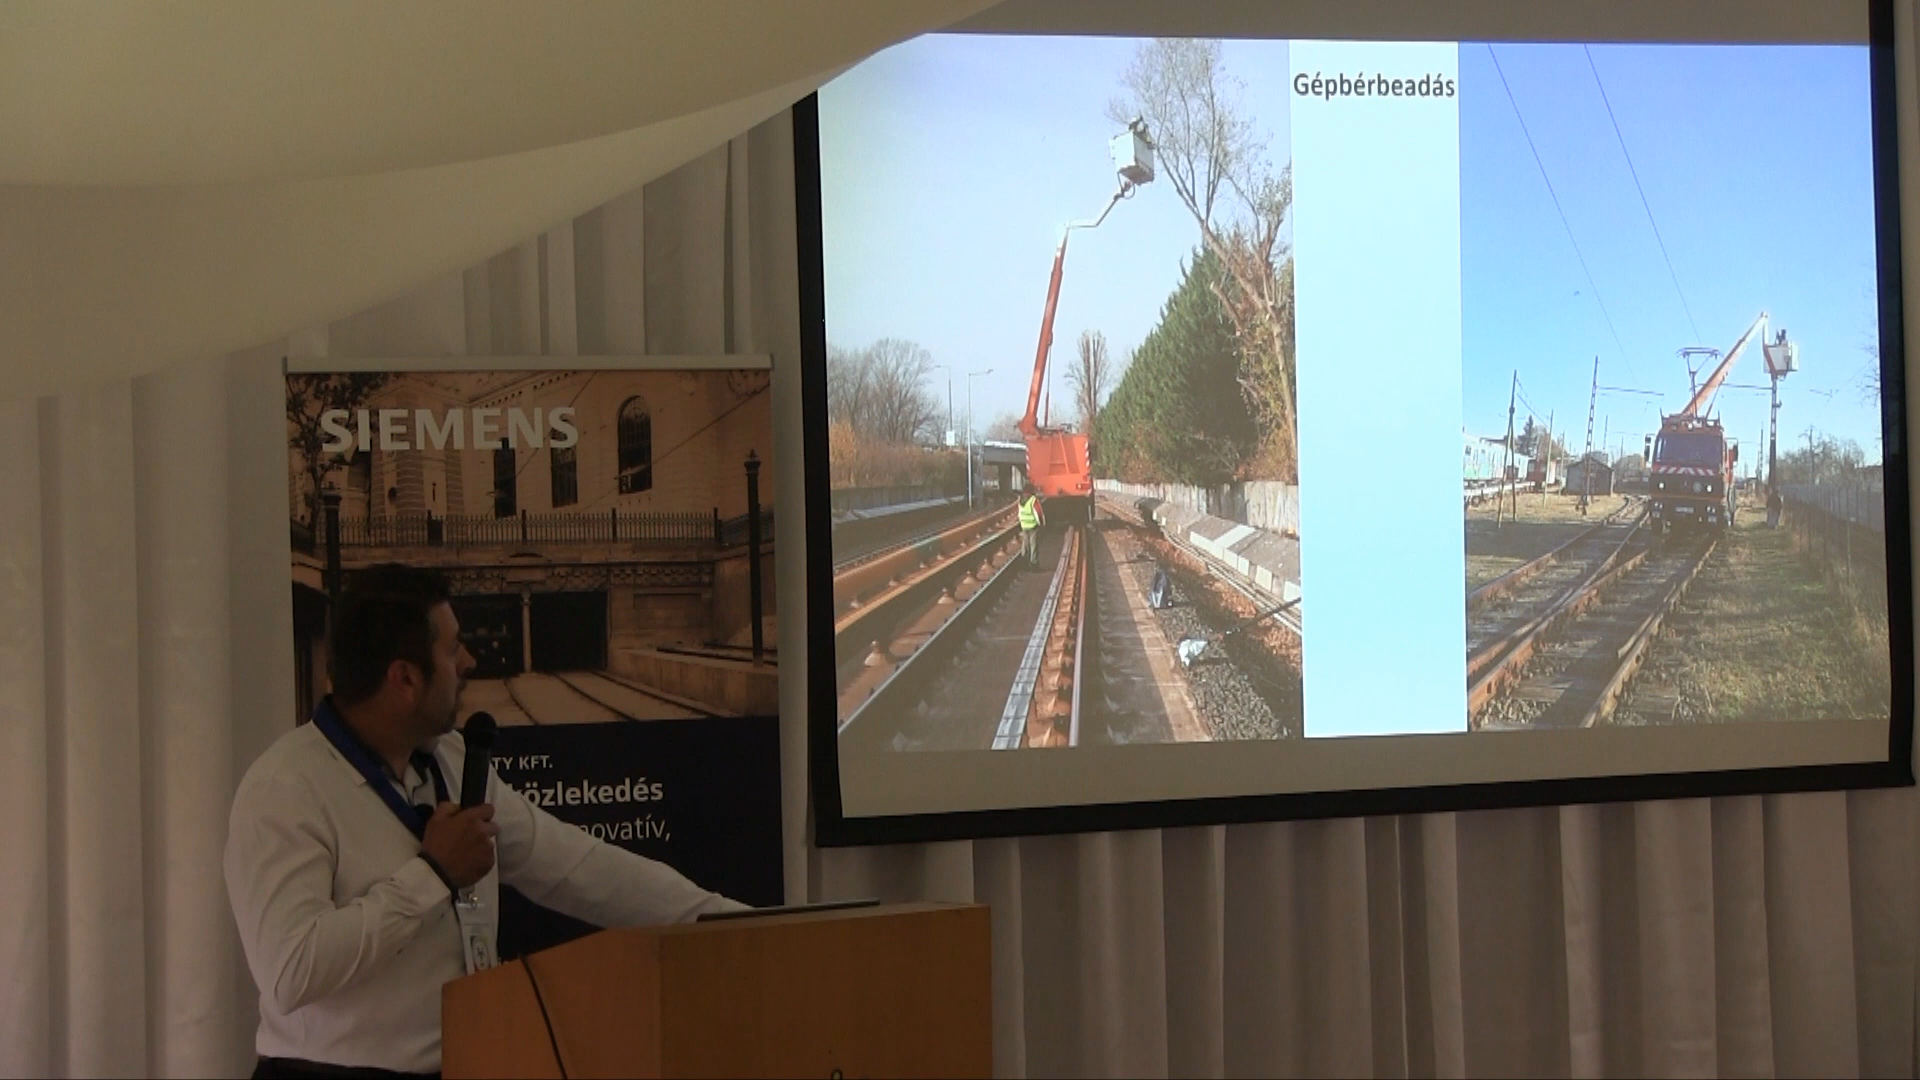 Gépbérbeadás
SIEMENS
TY KFT.
közlekedés
novatív,